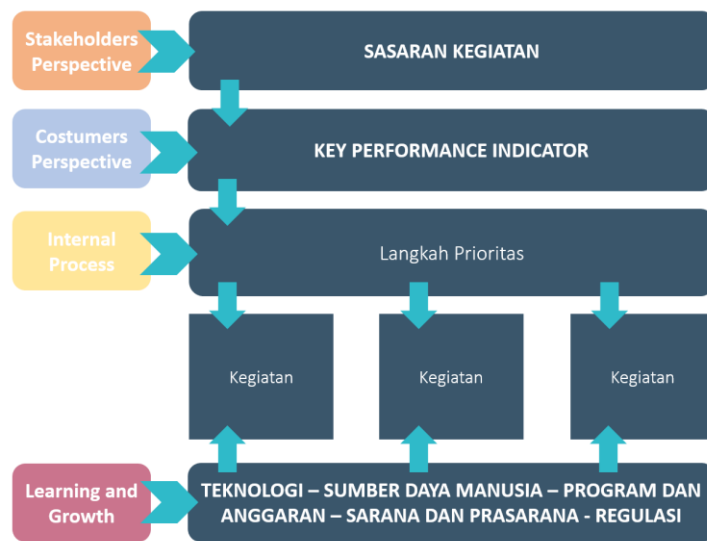 Stakeholders
Perspective
SASARAN KEGIATAN
Costumers
Perspective
KEY PERFORMANCE INDICATOR
Internal
Process
Langkah Prioritas
Kegiatan
Kegiatan
Kegiatan
Learning and
Growth
TEKNOLOGI – SUMBER DAYA MANUSIA – PROGRAM DAN
ANGGARAN – SARANA DAN PRASARANA - REGULASI